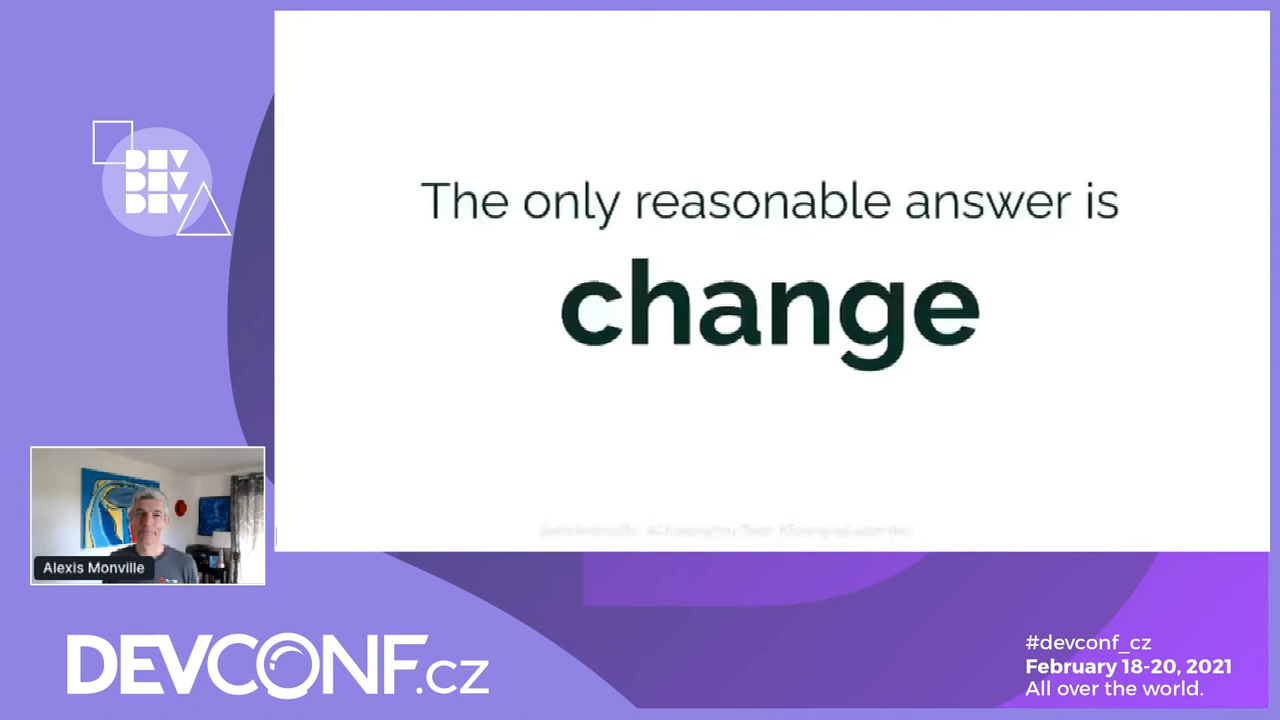 DEV
DEV
DEV
The only reasonable answer is
change
Alexis Monville
DEVCONF.cz
#devconf_cz
February 18-20, 2021
All over the world.